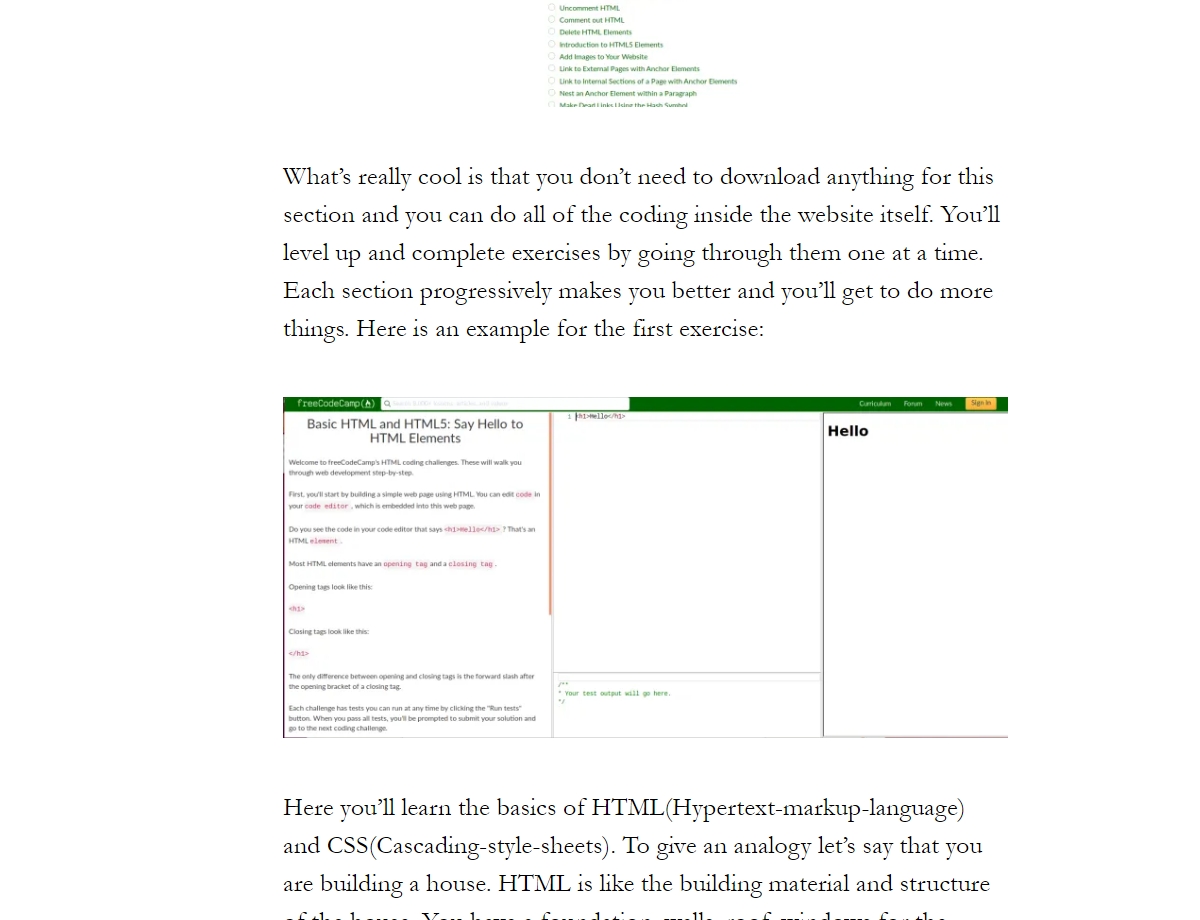 Uncomment HTML
Comment out HTML
Delete HTML Elements
Introduction to HTML5 Elements
Add Images to Your Website
Link to External Pages with Anchor Elements
Link to Internal Sections of a Page with Anchor Elements
Nest an Anchor Element within a Paragraph
Make Dead Links Using the Hash Symbol
What’s really cool is that you don’t need to download anything for this
section and you can do all of the coding inside the website itself. You’ll
level up and complete exercises by going through them one at a time.
Each section progressively makes you better and you’ll get to do more
things. Here is an example for the first exercise:
freeCodeCamp Curriculum Forum News Sign In
Basic HTML and HTML5: Say Hello to
HTML Elements
Welcome to freeCodeCamp's HTML coding challenges. These will walk you
through web development step-by-step.
First, you'll start by building a simple web page using HTML. You can edit code in
your code editor , which is embedded into this web page.
Do you see the code in your code editor that says <h1>Hello</h1> ? That's an
HTML element .
Most HTML elements have an opening tag and a closing tag .
Opening tags look like this:
<h1>
Closing tags look like this:
</h1>
The only difference between opening and closing tags is the forward slash after
the opening bracket of a closing tag.
Each challenge has tests you can run at any time by clicking the "Run tests"
button. When you pass all tests, you'll be prompted to submit your solution and
go to the next coding challenge.
1 <h1>Hello</h1>
/**
* Your test output will go here.
*/
Hello
Here you’ll learn the basics of HTML(Hypertext-markup-language)
and CSS(Cascading-style-sheets). To give an analogy let’s say that you
are building a house. HTML is like the building material and structure
of the house. You have a foundation, walls, roof, windows for the